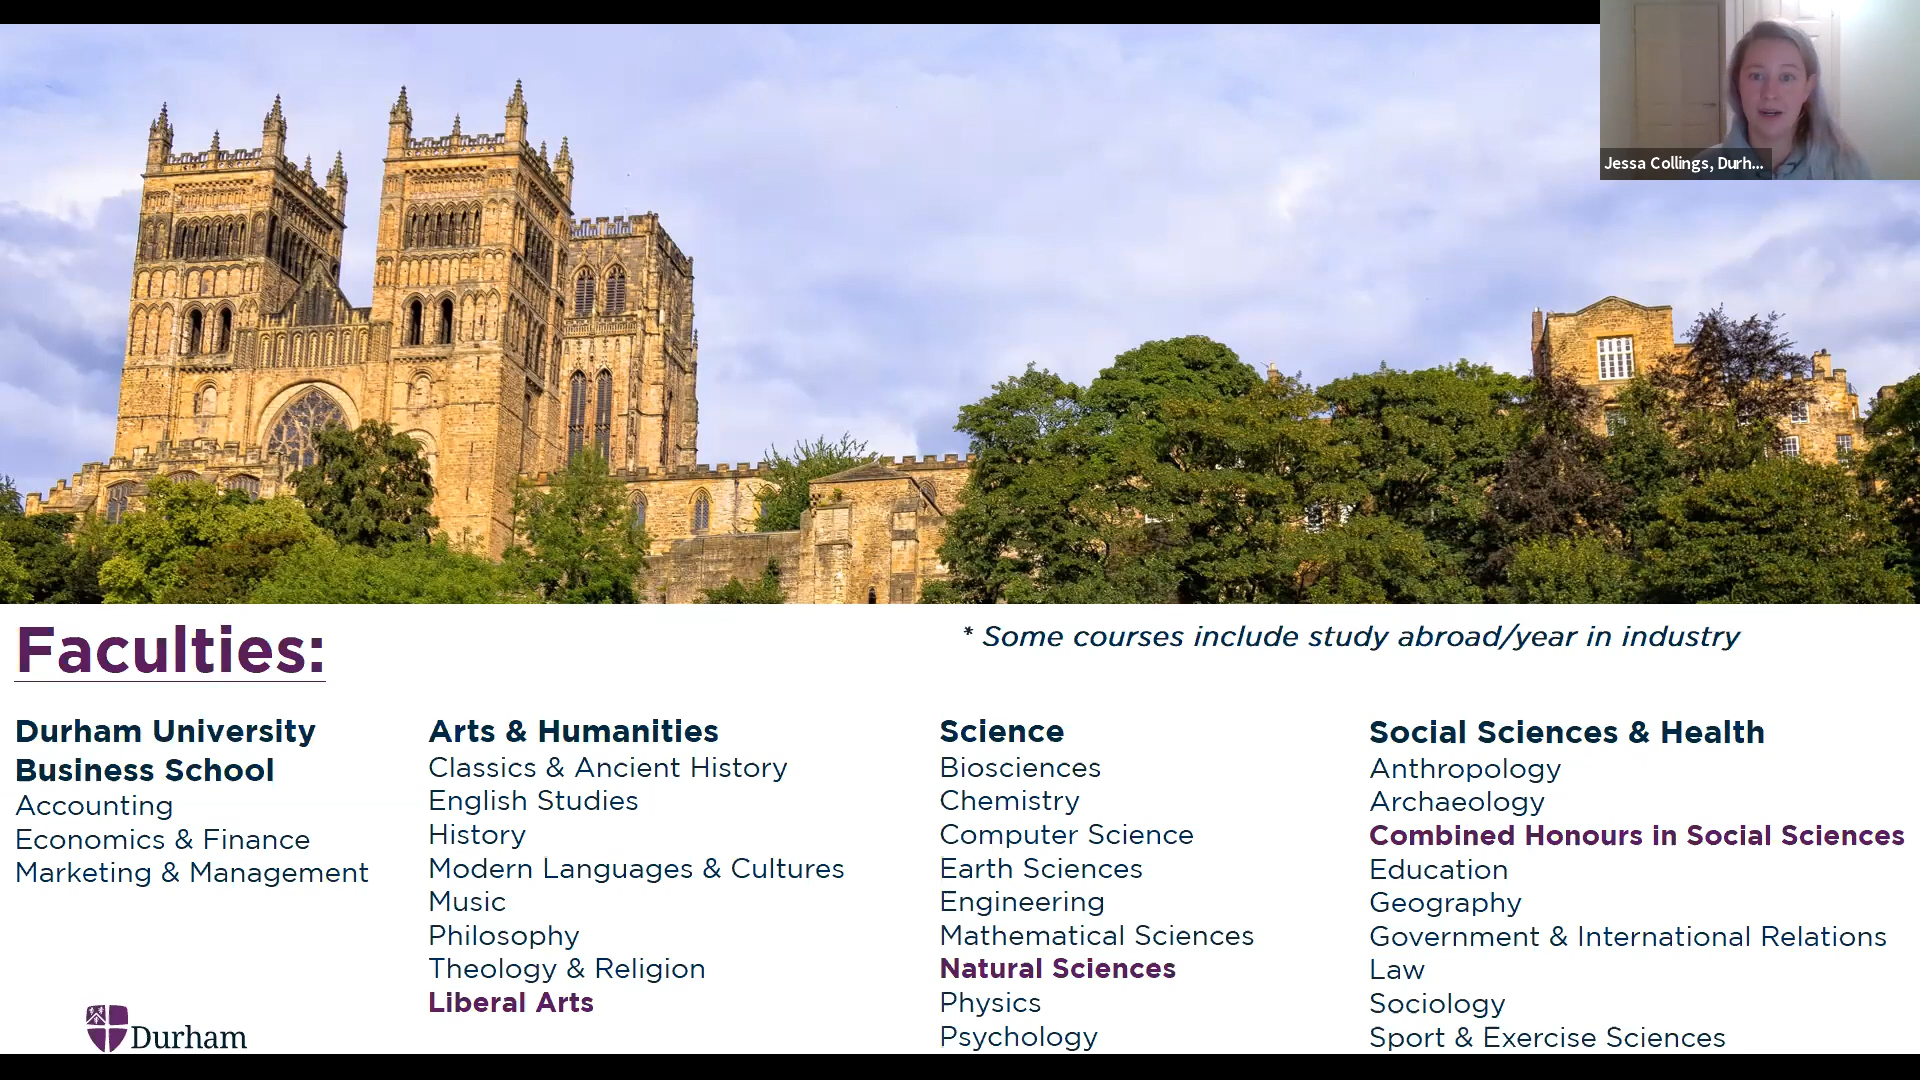 Jessa Collings, Durh...
Faculties:
* Some courses include study abroad/year in industry
Durham University
Business School
Accounting
Economics & Finance
Marketing & Management
Arts & Humanities
Classics & Ancient History
English Studies
History
Modern Languages & Cultures
Music
Philosophy
Theology & Religion
Liberal Arts
Science
Biosciences
Chemistry
Computer Science
Earth Sciences
Engineering
Mathematical Sciences
Natural Sciences
Physics
Psychology
Social Sciences & Health
Anthropology
Archaeology
Combined Honours in Social Sciences
Education
Geography
Government & International Relations
Law
Sociology
Sport & Exercise Sciences
Durham